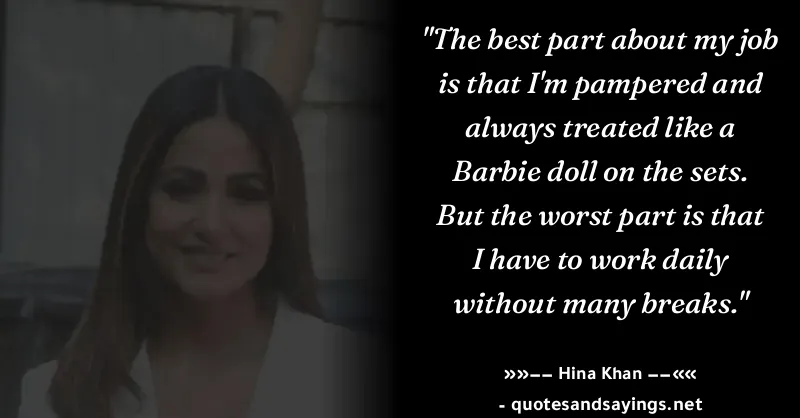 "The best part about my job
is that I'm pampered and
always treated like a
Barbie doll on the sets.
But the worst part is that
I have to work daily
without many breaks."
»»−− Hina Khan −−««
- quotesandsayings.net